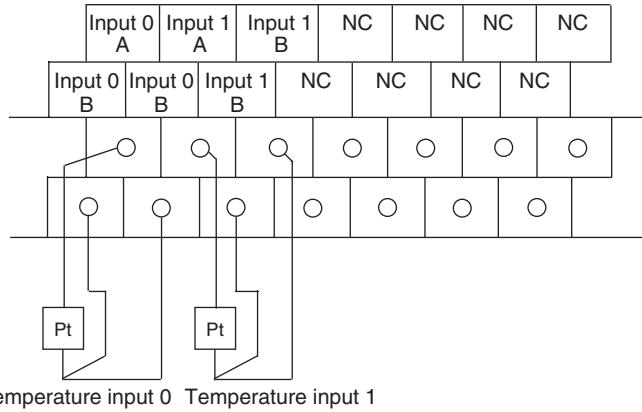 Input 0 Input 1 Input 1 NC NC NC NC
A A B
Input 0 Input 0 Input 1 NC NC NC NC
B B B
Pt Pt
emperature input 0 Temperature input 1